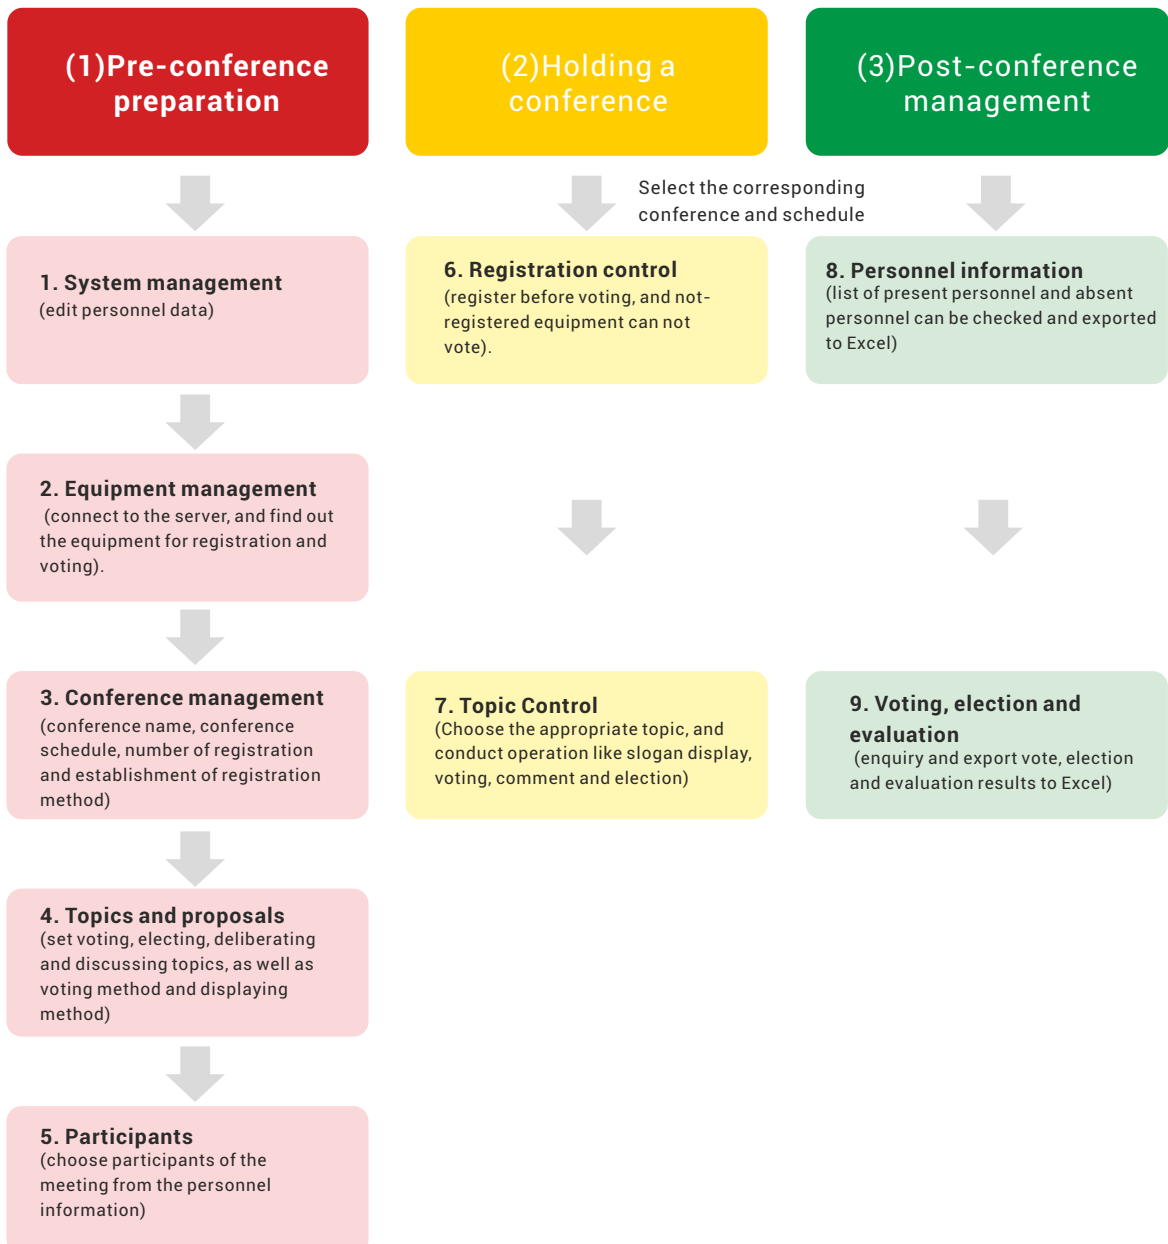 (1)Pre-conference
preparation
1. System management
(edit personnel data)
2. Equipment management
(connect to the server, and find out
the equipment for registration and
voting).
3. Conference management
(conference name, conference
schedule, number of registration
and establishment of registration
method)
4. Topics and proposals
(set voting, electing, deliberating
and discussing topics, as well as
voting method and displaying
method)
5. Participants
(choose participants of the
meeting from the personnel
information)
(2)Holding a
conference
Select the corresponding
conference and schedule
6. Registration control
(register before voting, and not-
registered equipment can not
vote).
7. Topic Control
(Choose the appropriate topic, and
conduct operation like slogan display,
voting, comment and election)
(3)Post-conference
management
8. Personnel information
(list of present personnel and absent
personnel can be checked and exported
to Excel)
9. Voting, election and
evaluation
(enquiry and export vote, election
and evaluation results to Excel)